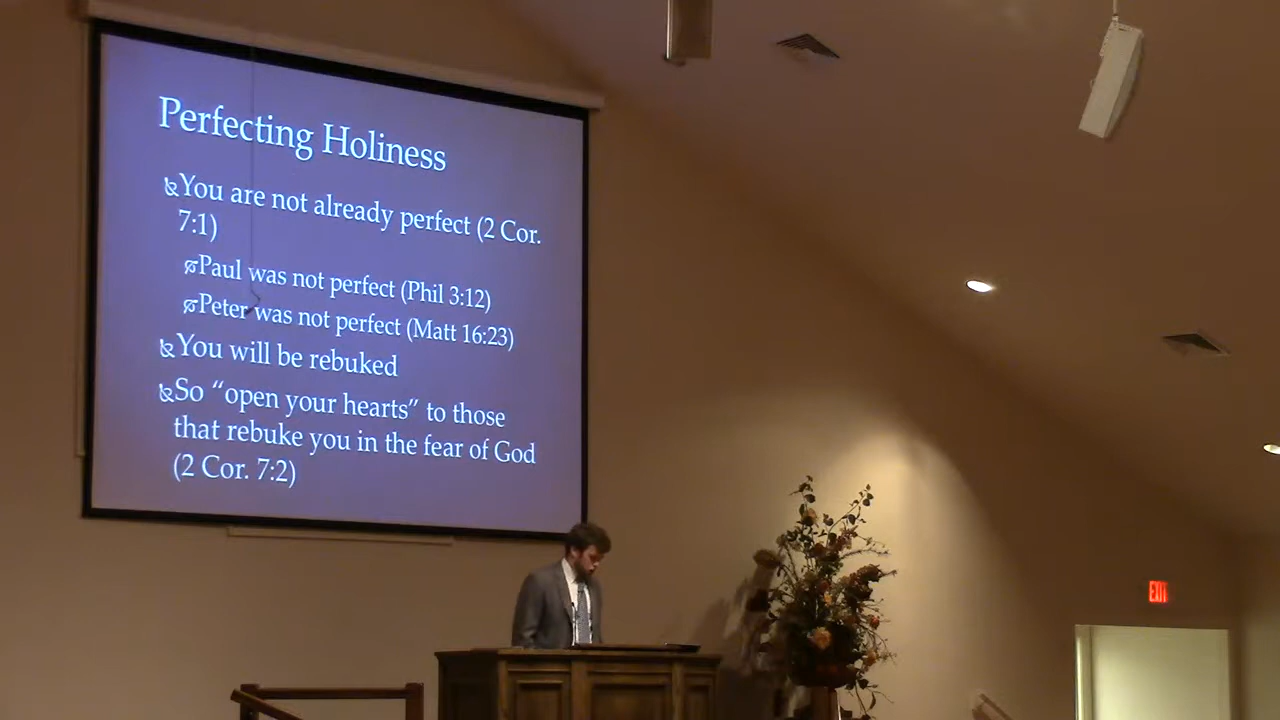 Perfecting Holiness
You are not already perfect (2 Cor.
7:1)
Paul was not perfect (Phil 3:12)
Peter was not perfect (Matt 16:23)
You will be rebuked
So “open your hearts” to those
that rebuke you in the fear of God
(2 Cor. 7:2)
EXIT